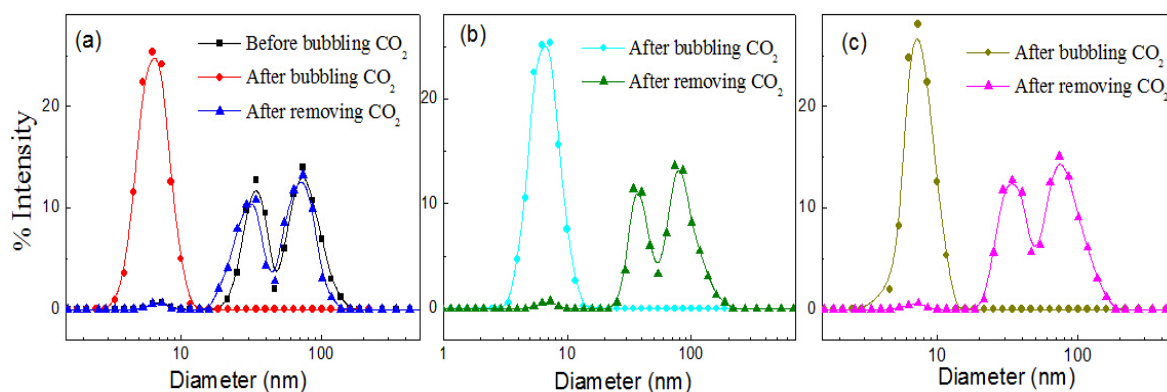 (a)
Before bubbling CO₂
After bubbling CO₂
After removing CO₂
% Intensity
20
10
0
10
100
Diameter (nm)
(b)
After bubbling CO₂
After removing CO₂
20
10
0
1
10
100
Diameter (nm)
(c)
After bubbling CO₂
After removing CO₂
20
10
0
10
100
Diameter (nm)